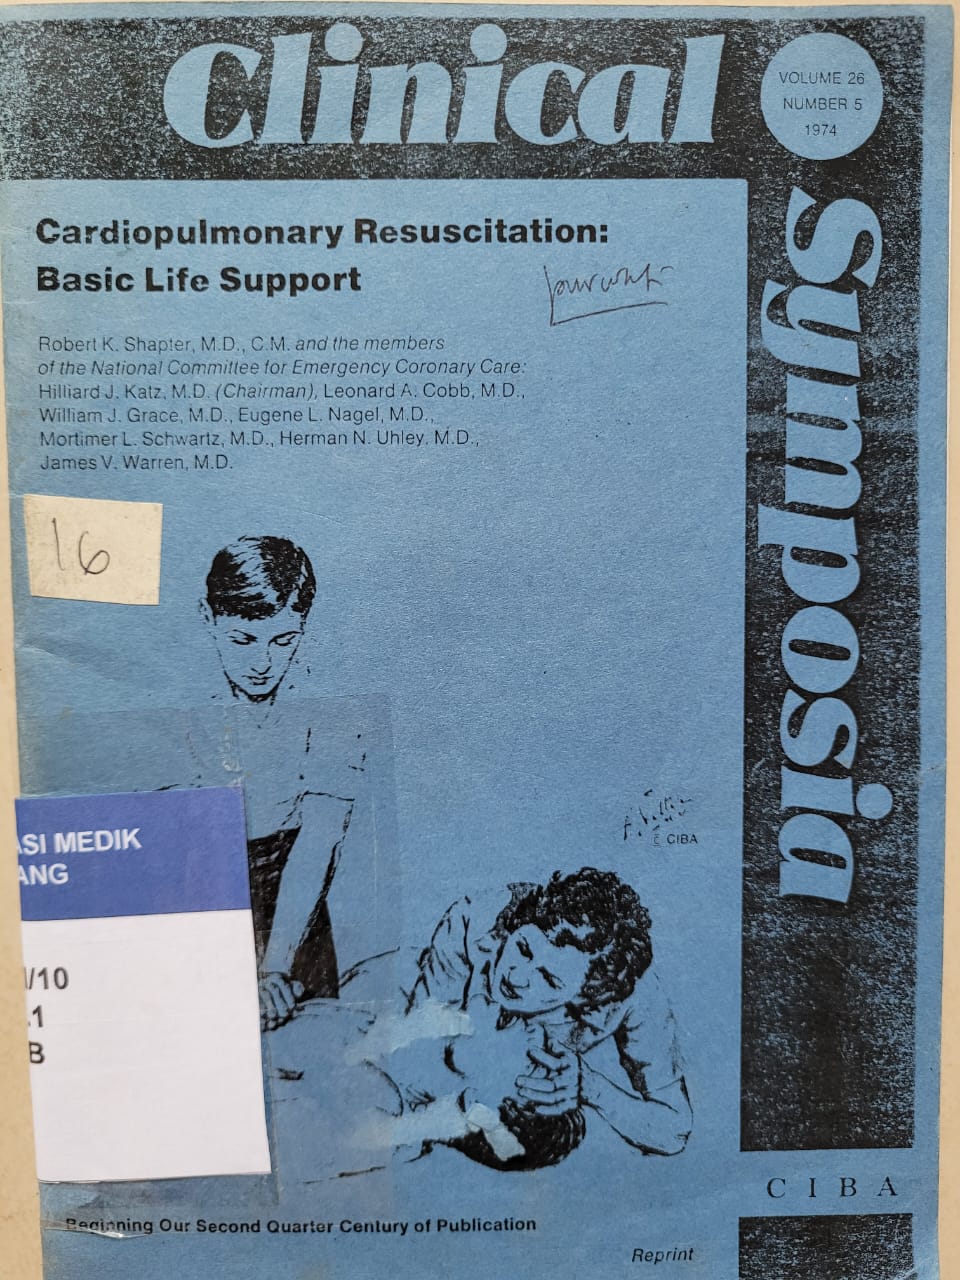 Clinical
VOLUME 26
NUMBER 5
1974
Symposia
Cardiopulmonary Resuscitation:
Basic Life Support
Robert K. Shapter, M.D., C.M. and the members
of the National Committee for Emergency Coronary Care:
Hilliard J. Katz, M.D. (Chairman), Leonard A. Cobb, M.D.,
William J. Grace, M.D., Eugene L. Nagel, M.D.,
Mortimer L. Schwartz, M.D., Herman N. Uhley, M.D.,
James V. Warren, M.D.
16
© CIBA
ASI MEDIK
ANG
/10
.1
B
C I B A
Beginning Our Second Quarter Century of Publication
Reprint